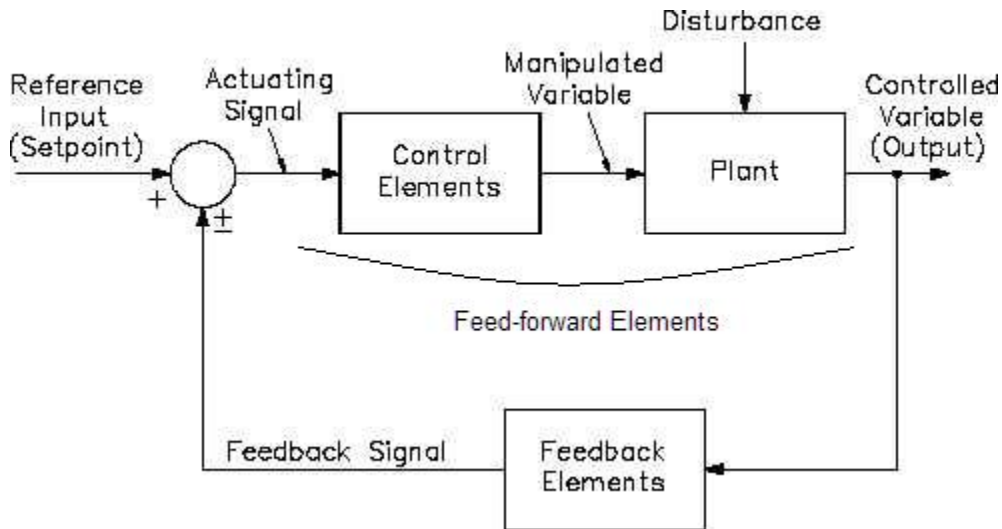 Disturbance
Reference
Input
(Setpoint)
Actuating
Signal
Manipulated
Variable
Controlled
Variable
(Output)
Control
Elements
Plant
+
±
Feed-forward Elements
Feedback Signal
Feedback
Elements